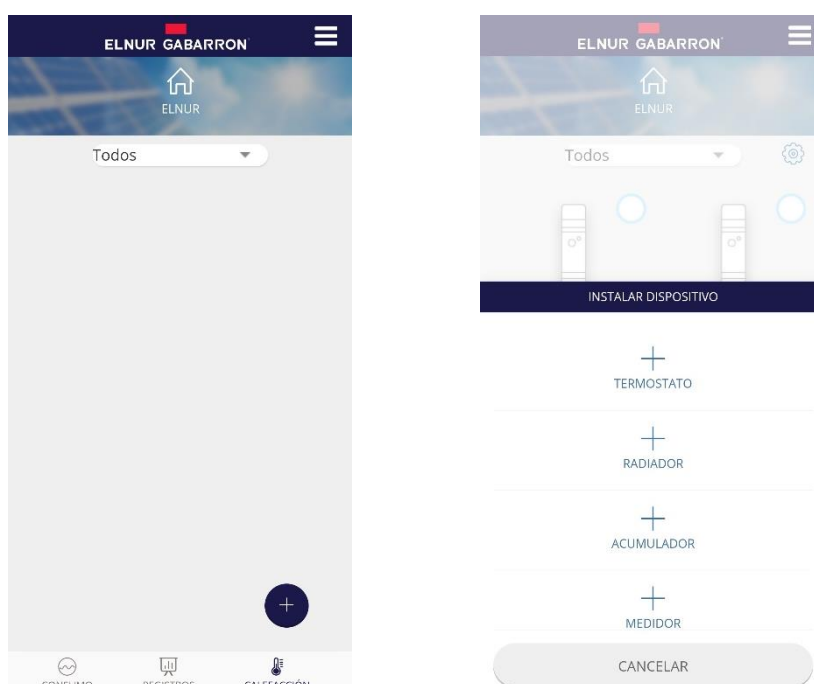 ELNUR GABARRON
ELNUR
Todos
CONSUMO
REGISTROS
CALEFACCIÓN
ELNUR GABARRON
ELNUR
Todos
INSTALAR DISPOSITIVO
TERMOSTATO
RADIADOR
ACUMULADOR
MEDIDOR
CANCELAR